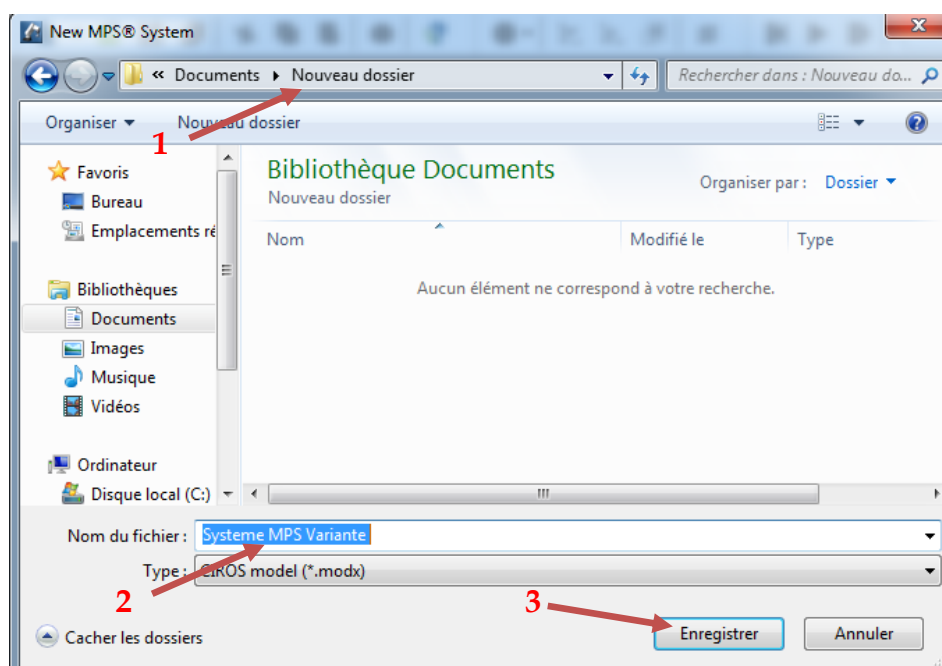 New MPS® System
« Documents ▸ Nouveau dossier
Rechercher dans : Nouveau do...
Organiser Nouveau dossier
1
Favoris
Bureau
Emplacements ré
Bibliothèques
Documents
Images
Musique
Vidéos
Ordinateur
Disque local (C:)
Bibliothèque Documents
Nouveau dossier
Organiser par : Dossier
Nom Modifié le Type
Aucun élément ne correspond à votre recherche.
Nom du fichier : Systeme MPS Variante
Type : CIROS model (*.modx)
2
3
Cacher les dossiers
Enregistrer Annuler